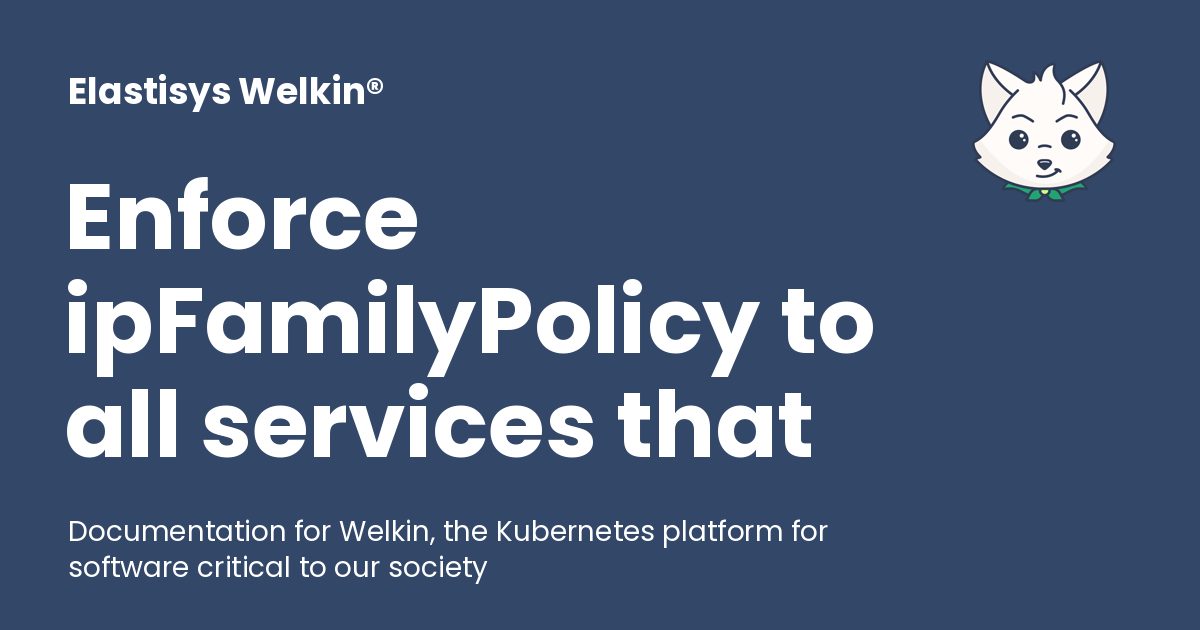 Elastisys Welkin®
Enforce
ipFamilyPolicy to
all services that
Documentation for Welkin, the Kubernetes platform for
software critical to our society